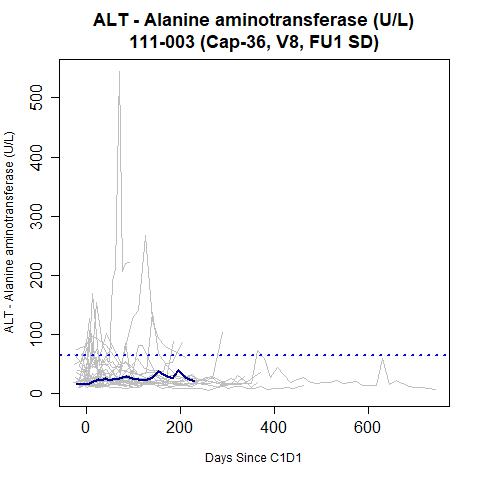 ALT - Alanine aminotransferase (U/L)
111-003 (Cap-36, V8, FU1 SD)
ALT - Alanine aminotransferase (U/L)
500
400
300
200
100
0
0 200 400 600
Days Since C1D1